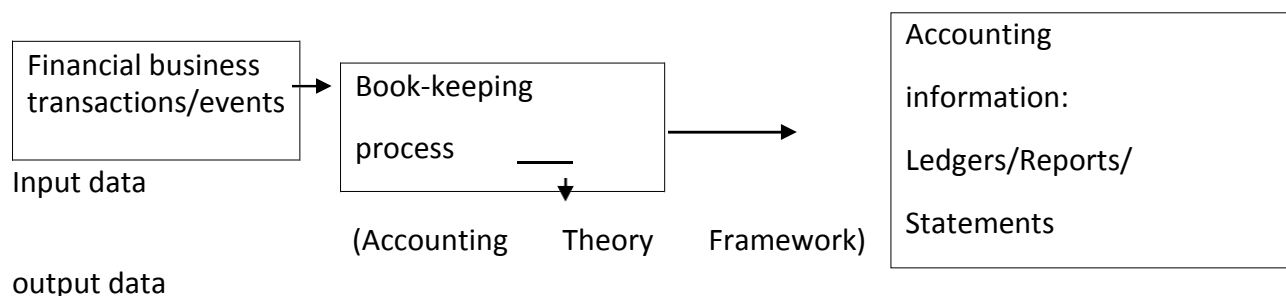 Financial business
transactions/events
Input data
Book-keeping
process
(Accounting Theory Framework)
Accounting
information:
Ledgers/Reports/
Statements
output data